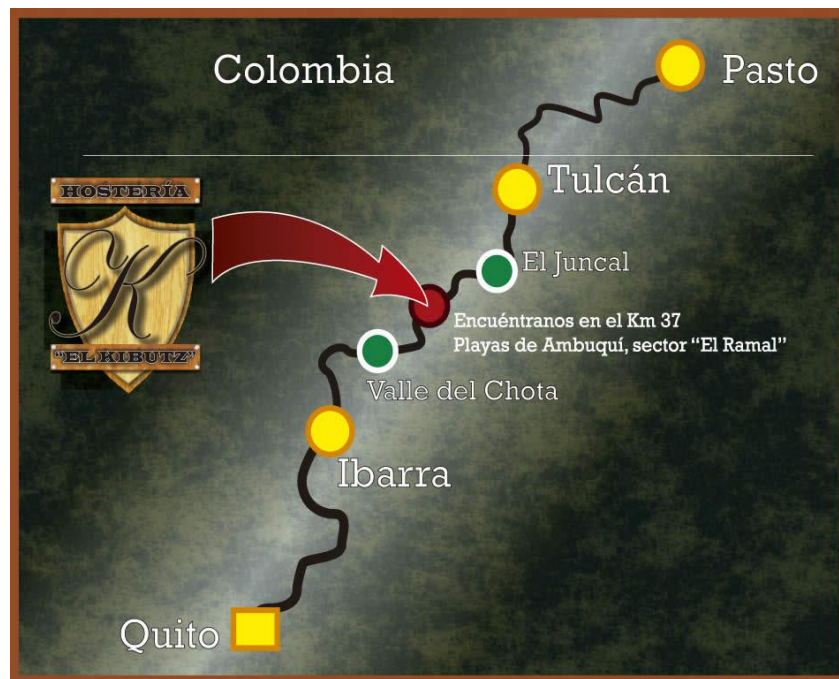 Colombia
Pasto
Tulcán
HOSTERÍA
K
"EL KIBUTZ"
El Juncal
Encuéntranos en el Km 37
Playas de Ambuquí, sector “El Ramal”
Valle del Chota
Ibarra
Quito